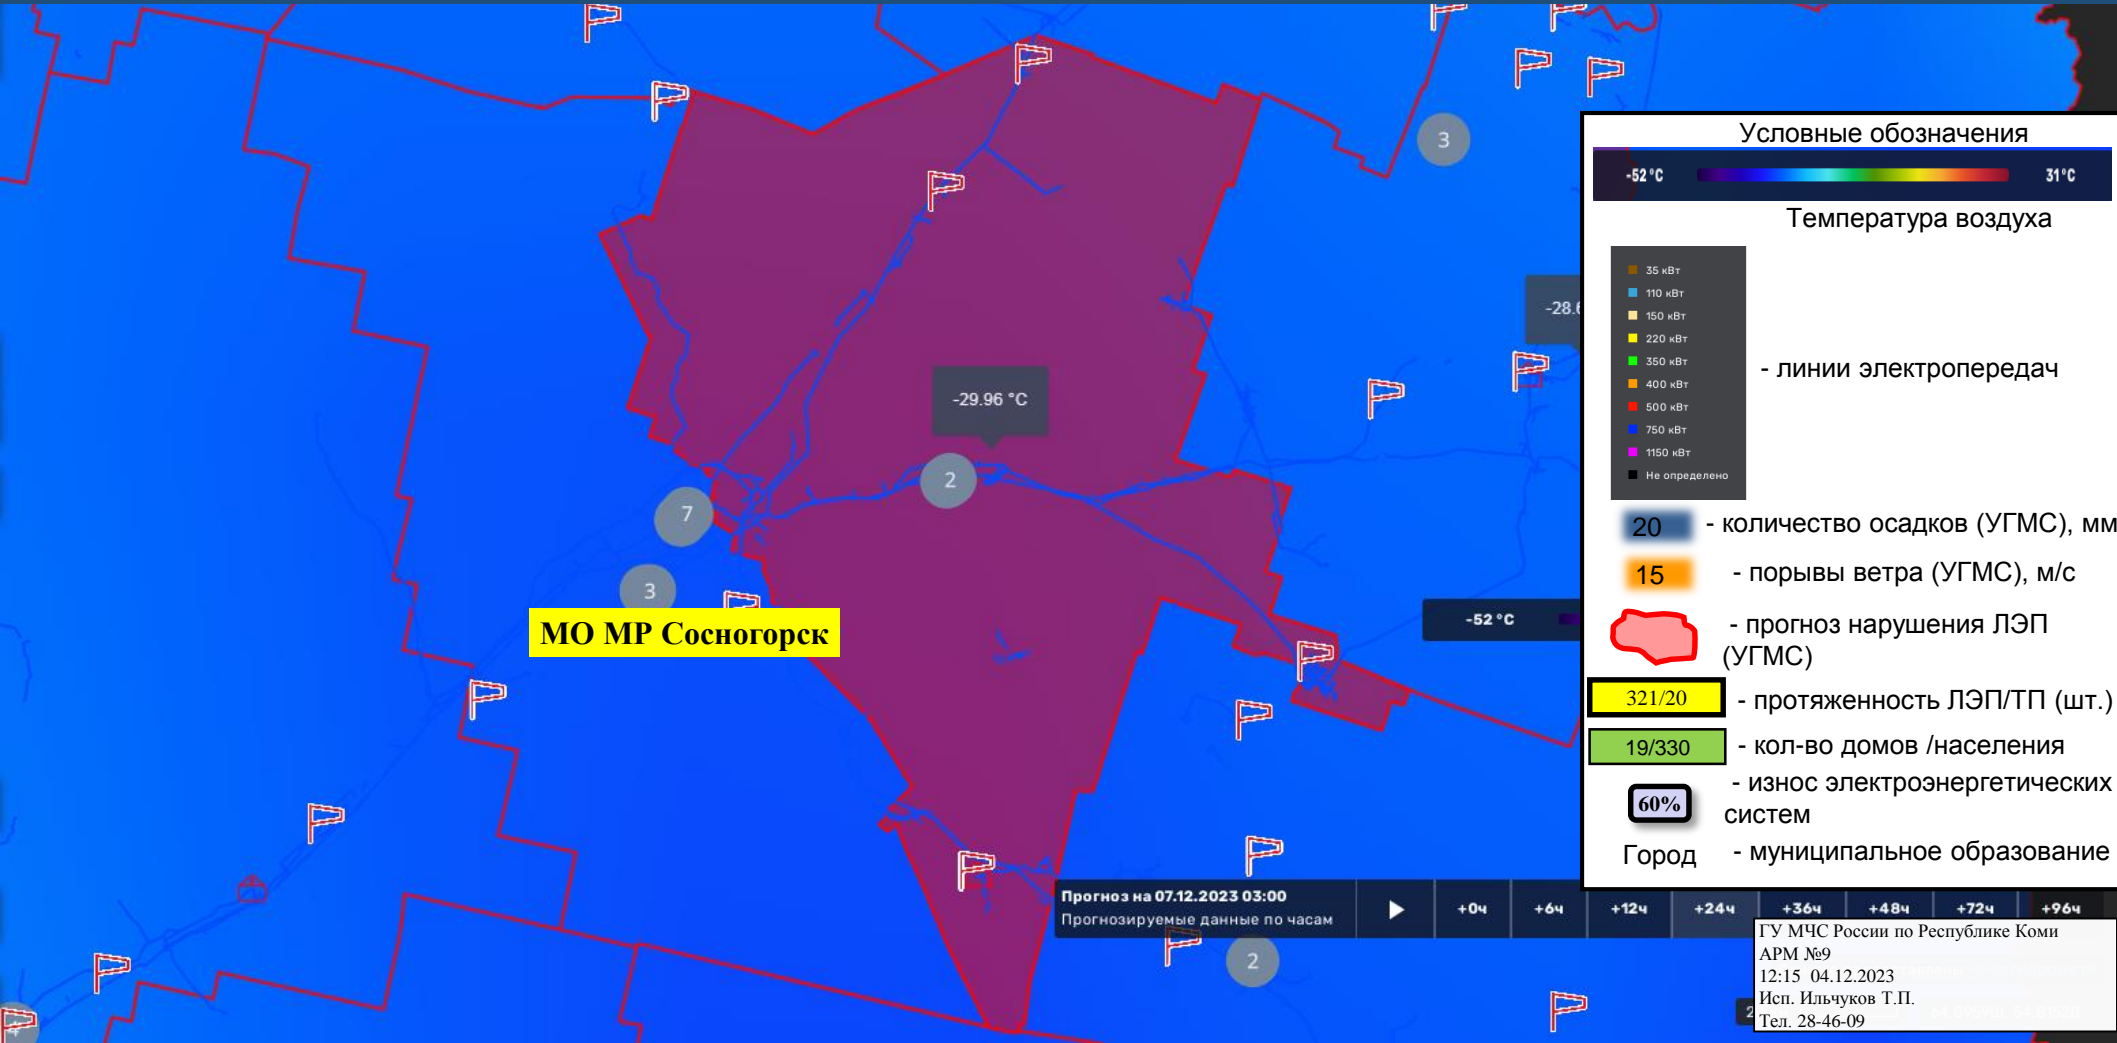 3
-28.6
-29.96 °C
2
7
3
МО МР Сосногорск
-52 °C
2
Прогноз на 07.12.2023 03:00
Прогнозируемые данные по часам
+0ч
+6ч
+12ч
+24ч
+36ч
+48ч
+72ч
+96ч
Условные обозначения
-52 °C
31°C
Температура воздуха
35 кВт
110 кВт
150 кВт
220 кВт
350 кВт
400 кВт
500 кВт
750 кВт
1150 кВт
Не определено
- линии электропередач
20
- количество осадков (УГМС), мм
15
- порывы ветра (УГМС), м/с
- прогноз нарушения ЛЭП
(УГМС)
321/20
- протяженность ЛЭП/ТП (шт.)
19/330
- кол-во домов /населения
60%
- износ электроэнергетических
систем
Город
- муниципальное образование
ГУ МЧС России по Республике Коми
АРМ №9
12:15 04.12.2023
Исп. Ильчуков Т.П.
Тел. 28-46-09